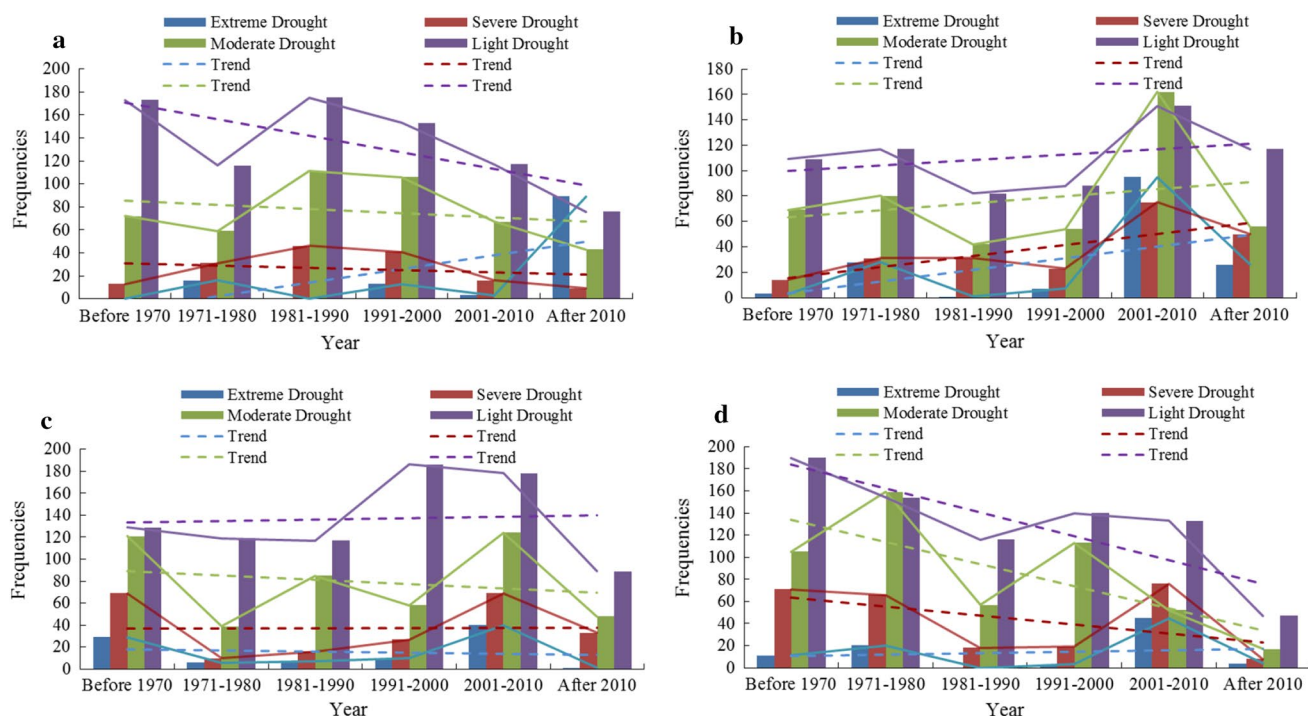 a
Extreme Drought Severe Drought
Moderate Drought Light Drought
Trend Trend
Trend Trend
200
180
160
140
120
100
80
60
40
20
0
Frequencies
Before 1970 1971-1980 1981-1990 1991-2000 2001-2010 After 2010
Year
b
Extreme Drought Severe Drought
Moderate Drought Light Drought
Trend Trend
Trend Trend
180
160
140
120
100
80
60
40
20
0
Frequencies
Before 1970 1971-1980 1981-1990 1991-2000 2001-2010 After 2010
Year
c
Extreme Drought Severe Drought
Moderate Drought Light Drought
Trend Trend
Trend Trend
200
180
160
140
120
100
80
60
40
20
0
Frequencies
Before 1970 1971-1980 1981-1990 1991-2000 2001-2010 After 2010
Year
d
Extreme Drought Severe Drought
Moderate Drought Light Drought
Trend Trend
Trend Trend
200
180
160
140
120
100
80
60
40
20
0
Frequencies
Before 1970 1971-1980 1981-1990 1991-2000 2001-2010 After 2010
Year